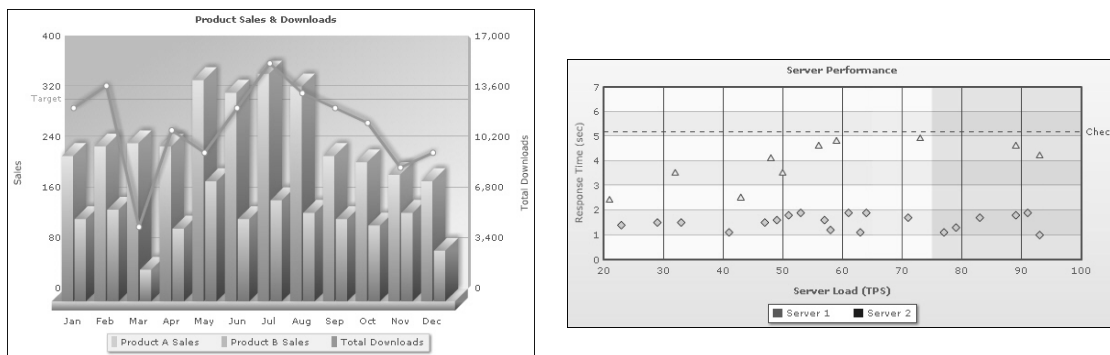 Product Sales & Downloads
400
320
Target
240
160
80
0
Sales
17,000
13,600
10,200
6,800
3,400
0
Total Downloads
Jan Feb Mar Apr May Jun Jul Aug Sep Oct Nov Dec
Product A Sales Product B Sales Total Downloads
Server Performance
7
6
5
4
3
2
1
0
Response Time (sec)
Chec
20 30 40 50 60 70 80 90 100
Server Load (TPS)
Server 1 Server 2